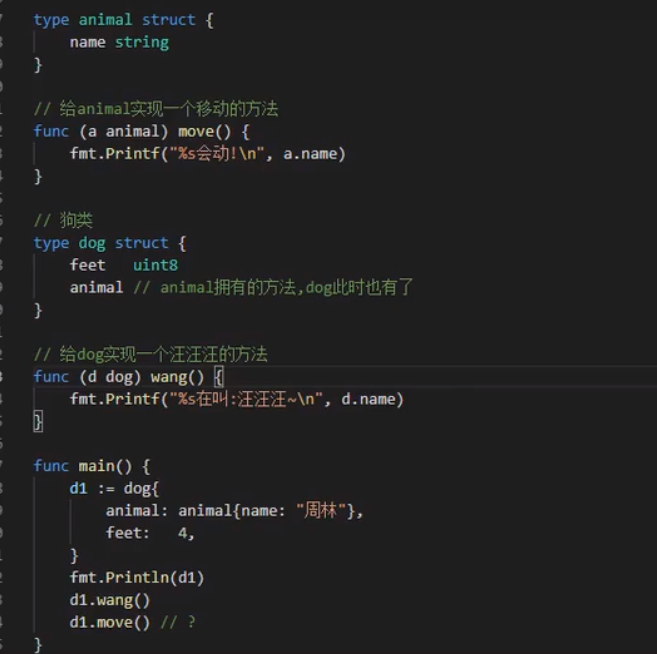 type animal struct {
name string
}
// 给animal实现一个移动的方法
func (a animal) move() {
fmt.Printf("%s会动!\n", a.name)
}
// 狗类
type dog struct {
feet uint8
animal // animal拥有的方法,dog此时也有了
}
// 给dog实现一个汪汪汪的方法
func (d dog) wang() {
fmt.Printf("%s在叫:汪汪汪~\n", d.name)
}
func main() {
d1 := dog{
animal: animal{name: "周林"},
feet: 4,
}
fmt.Println(d1)
d1.wang()
d1.move() // ?
}